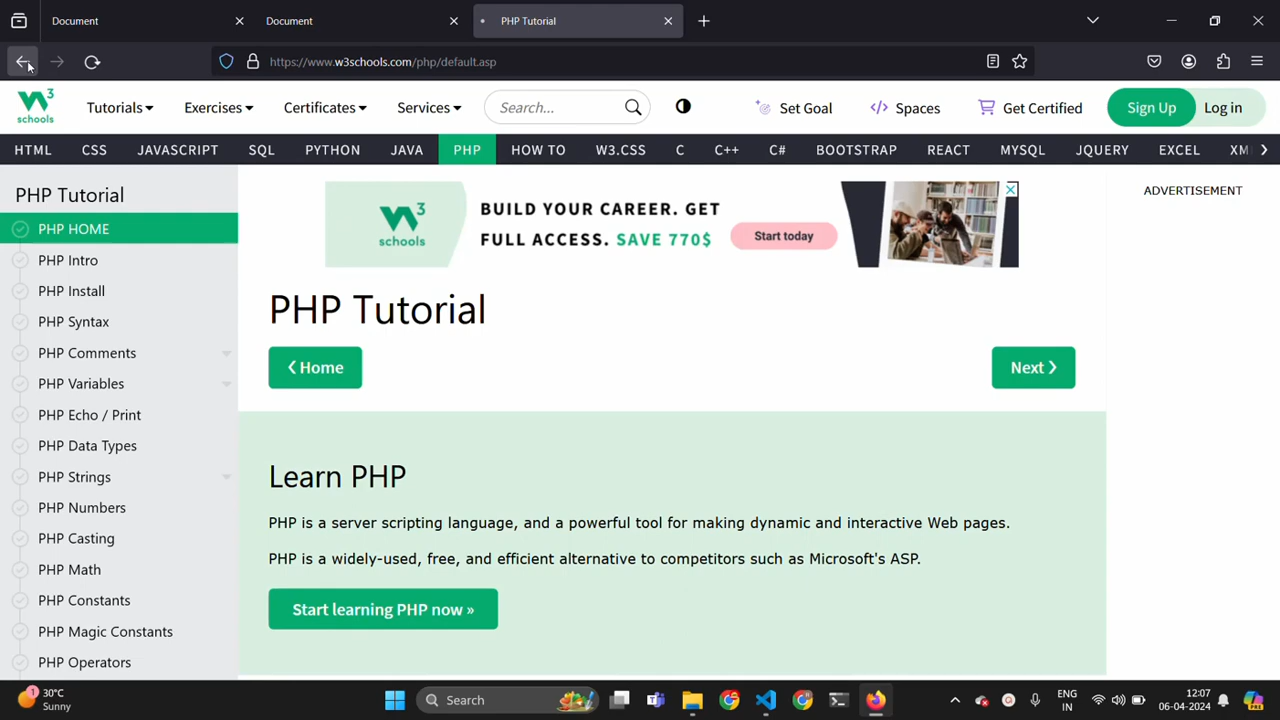 Document
Document
PHP Tutorial
https://www.w3schools.com/php/default.asp
W3 schools
Tutorials
Exercises
Certificates
Services
Search...
Set Goal
Spaces
Get Certified
Sign Up
Log in
HTML CSS JAVASCRIPT SQL PYTHON JAVA PHP HOW TO W3.CSS C C++ C# BOOTSTRAP REACT MYSQL JQUERY EXCEL XM
PHP Tutorial
PHP HOME
PHP Intro
PHP Install
PHP Syntax
PHP Comments
PHP Variables
PHP Echo / Print
PHP Data Types
PHP Strings
PHP Numbers
PHP Casting
PHP Math
PHP Constants
PHP Magic Constants
PHP Operators
W3 schools
BUILD YOUR CAREER. GET
FULL ACCESS. SAVE 770$
Start today
ADVERTISEMENT
PHP Tutorial
❮ Home
Next ❯
Learn PHP
PHP is a server scripting language, and a powerful tool for making dynamic and interactive Web pages.
PHP is a widely-used, free, and efficient alternative to competitors such as Microsoft's ASP.
Start learning PHP now »
1
30°C
Sunny
Search
ENG
IN
12:07
06-04-2024